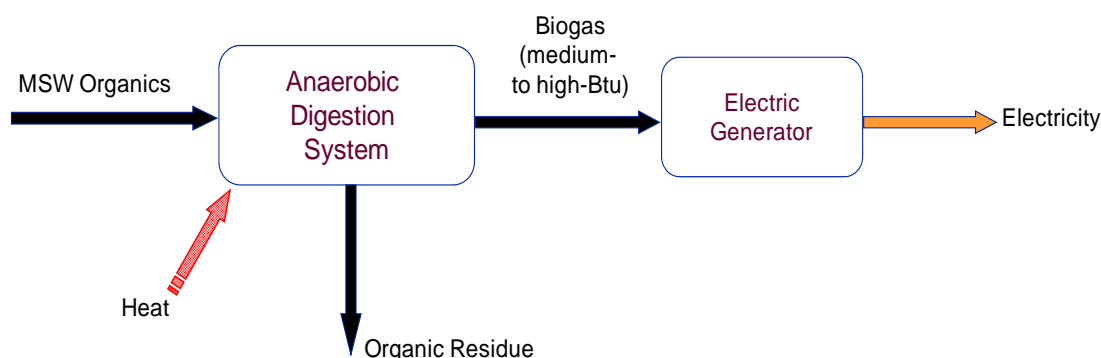 Biogas
(medium-
to high-Btu)
MSW Organics
Anaerobic
Digestion
System
Electric
Generator
Electricity
Heat
Organic Residue